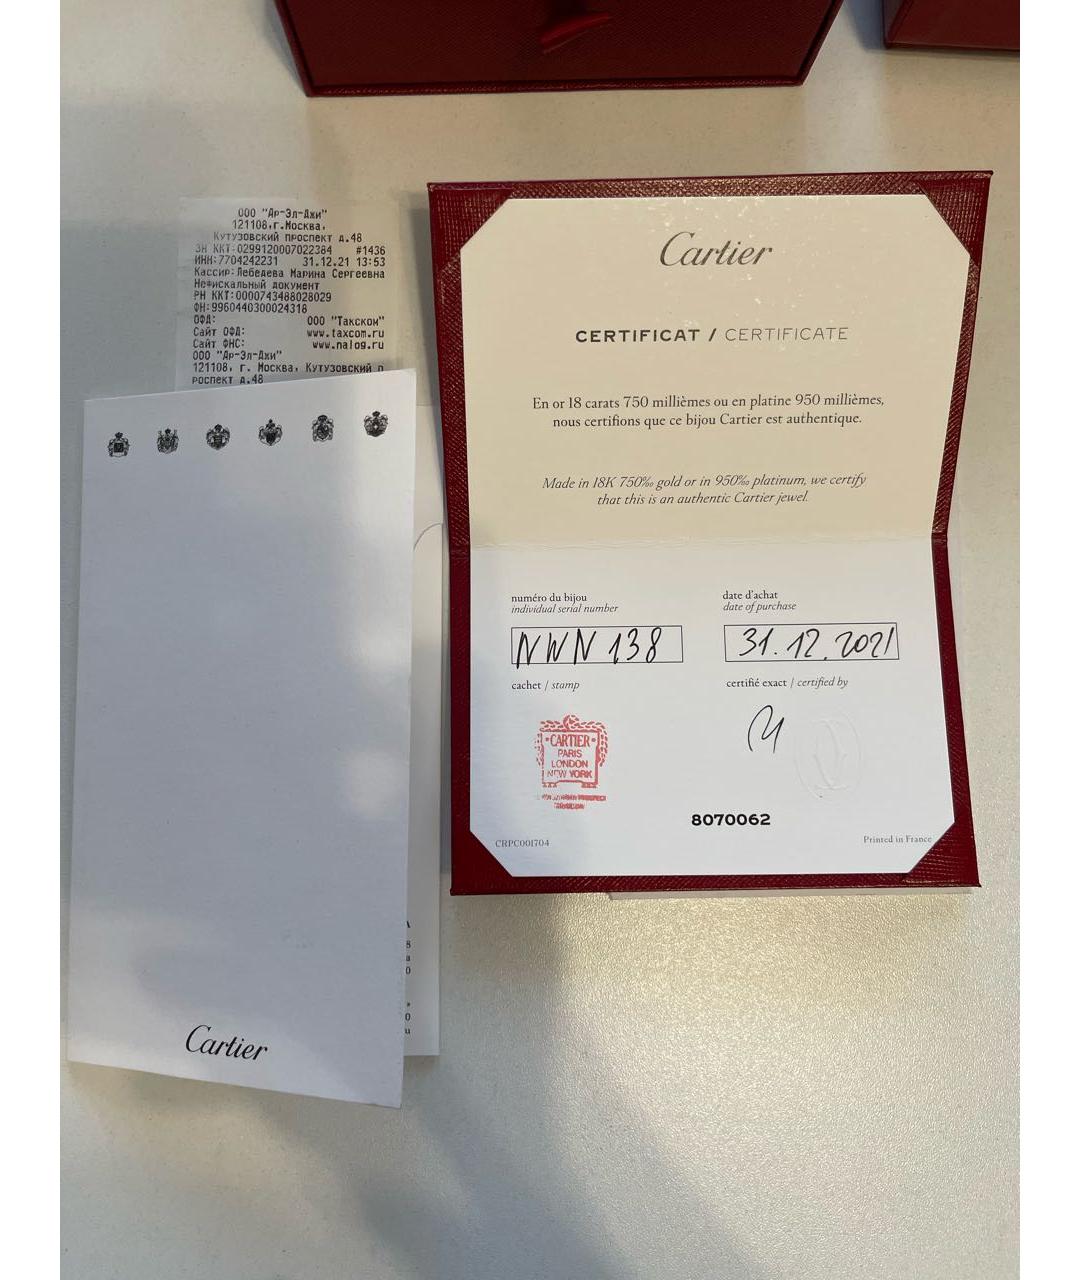 ООО "Ар-Эл-Джи"
121108,г.Москва,
Кутузовский проспект д.48
ЗН ККТ:0299120007022384 #1436
ИНН:7704242231 31.12.21 13:53
Кассир:Лебедева Марина Сергеевна
Нефискальный документ
РН ККТ:0000743488028029
ФН:9960440300024318
ОФД: ООО "Такском"
Сайт ОФД: www.taxcom.ru
Сайт ФНС: www.nalog.ru
ООО "Ар-Эл-Джи"
121108, г. Москва, Кутузовский п
роспект д.48
Cartier
Cartier
CERTIFICAT / CERTIFICATE
En or 18 carats 750 millièmes ou en platine 950 millièmes,
nous certifions que ce bijou Cartier est authentique.
Made in 18K 750‰ gold or in 950‰ platinum, we certify
that this is an authentic Cartier jewel.
numéro du bijou
individual serial number
date d'achat
date of purchase
NWN 138
31.12.2021
cachet / stamp
certifié exact / certified by
CARTIER
PARIS
LONDON
NEW YORK
8070062
CRPC001704
Printed in France